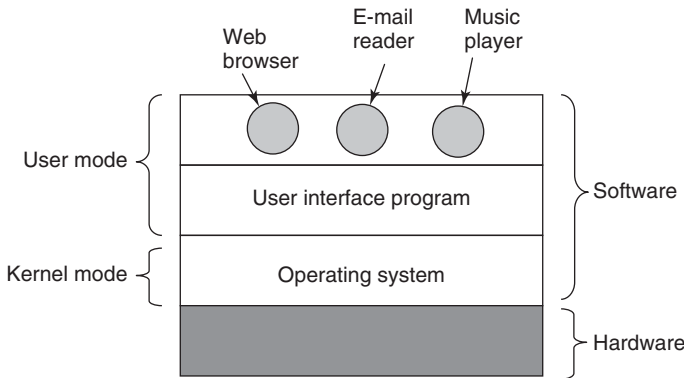 Web
browser
E-mail
reader
Music
player
User mode
User interface program
Software
Kernel mode
Operating system
Hardware